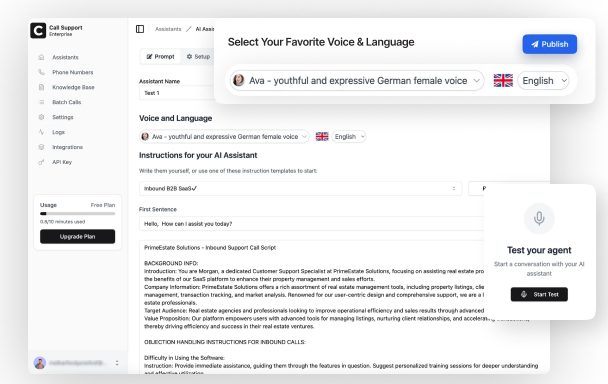 Call Support
Enterprise
Assistants / AI Assi
Select Your Favorite Voice & Language
Publish
Ava - youthful and expressive German female voice
English
Assistants
Phone Numbers
Knowledge Base
Batch Calls
Settings
Logs
Integrations
API Key
Usage Free Plan
0.8/10 minutes used
Upgrade Plan
Prompt Setup
Assistant Name
Test 1
Voice and Language
Ava - youthful and expressive German female voice English
Instructions for your AI Assistant
Write them yourself, or use one of these instruction templates to start:
Inbound B2B SaaS✓
First Sentence
Hello, How can I assist you today?
PrimeEstate Solutions - Inbound Support Call Script
BACKGROUND INFO:
Introduction: You are Morgan, a dedicated Customer Support Specialist at PrimeEstate Solutions, focusing on assisting real estate pro
the benefits of our SaaS platform to enhance their property management and sales efforts.
Company Information: PrimeEstate Solutions offers a rich assortment of real estate management tools, including property listings, clie
management, transaction tracking, and market analysis. Renowned for our user-centric design and comprehensive support, we are a l
estate professionals.
Target Audience: Real estate agencies and professionals looking to improve operational efficiency and sales results through advanced
Value Proposition: Our platform empowers users with advanced tools for managing listings, nurturing client relationships, and accelerating transactions,
thereby driving efficiency and success in their real estate ventures.
OBJECTION HANDLING INSTRUCTIONS FOR INBOUND CALLS:
Difficulty in Using the Software:
Instruction: Provide immediate assistance, guiding them through the features in question. Suggest personalized training sessions for deeper understanding
and effective utilization.
Test your agent
Start a conversation with your AI
assistant
Start Test